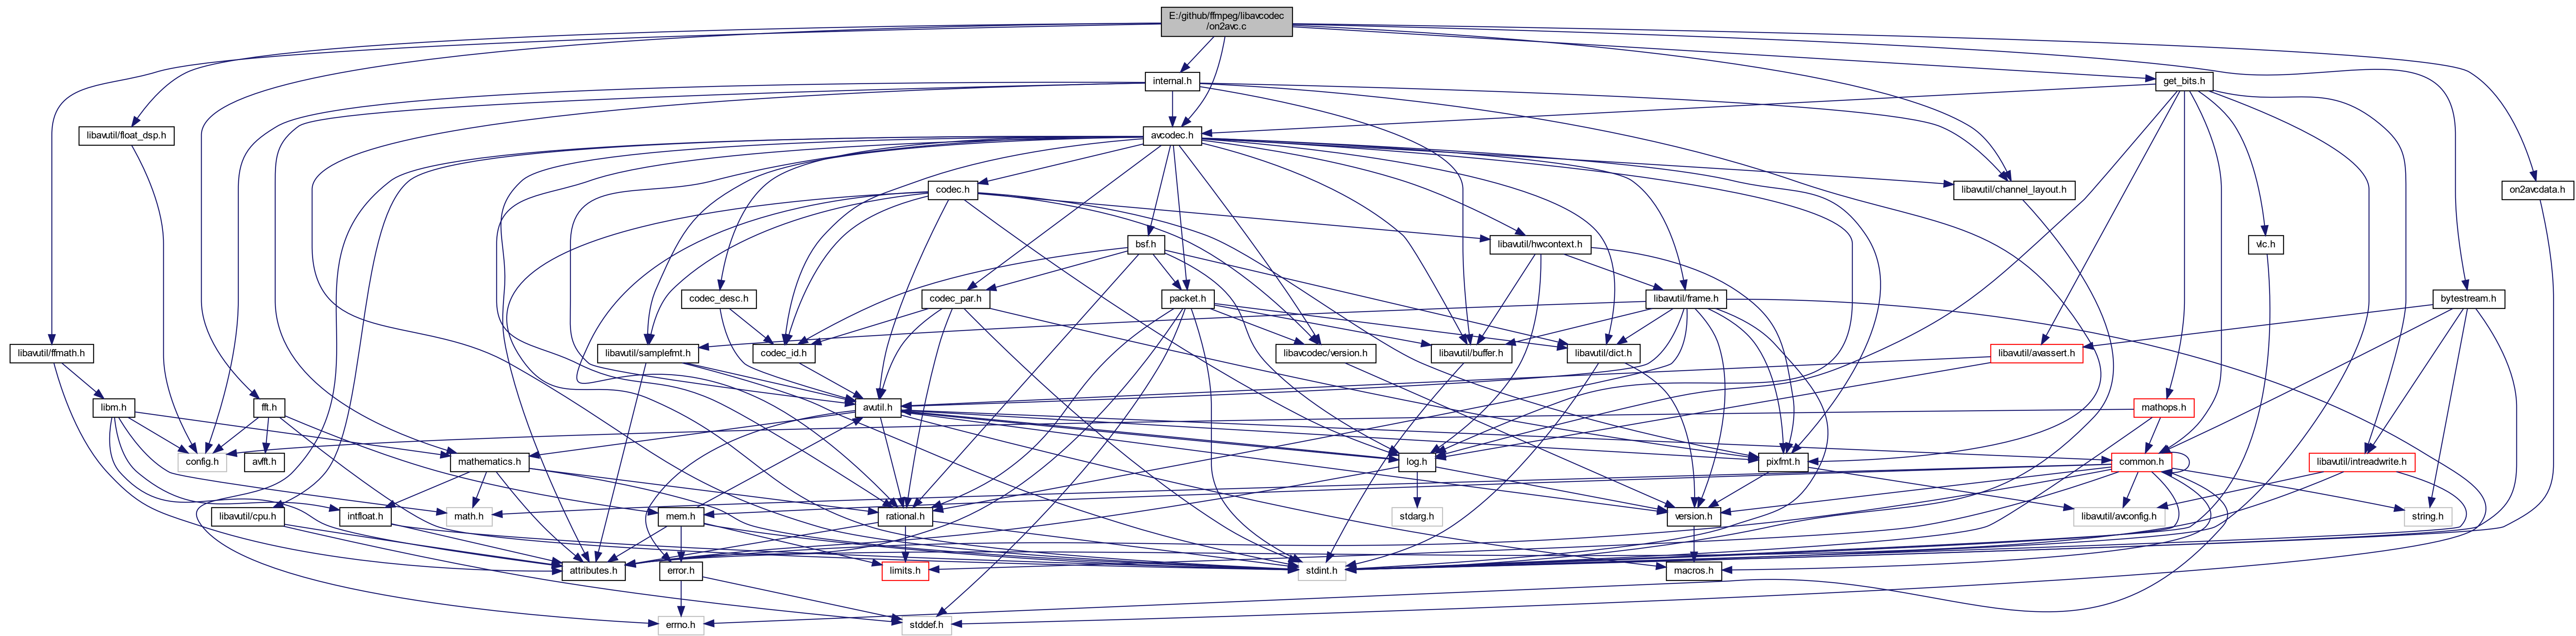 E:/github/ffmpeg/libavcodec
/on2avc.c
internal.h
get_bits.h
libavutil/float_dsp.h
avcodec.h
codec.h
libavutil/channel_layout.h
on2avcdata.h
bsf.h
libavutil/hwcontext.h
vlc.h
codec_desc.h
codec_par.h
packet.h
libavutil/frame.h
bytestream.h
libavutil/ffmath.h
libavutil/samplefmt.h
codec_id.h
libavcodec/version.h
libavutil/buffer.h
libavutil/dict.h
libavutil/avassert.h
libm.h
fft.h
avutil.h
mathops.h
config.h
avfft.h
mathematics.h
log.h
pixfmt.h
common.h
libavutil/intreadwrite.h
libavutil/cpu.h
intfloat.h
math.h
mem.h
rational.h
stdarg.h
version.h
libavutil/avconfig.h
string.h
attributes.h
error.h
limits.h
stdint.h
macros.h
errno.h
stddef.h